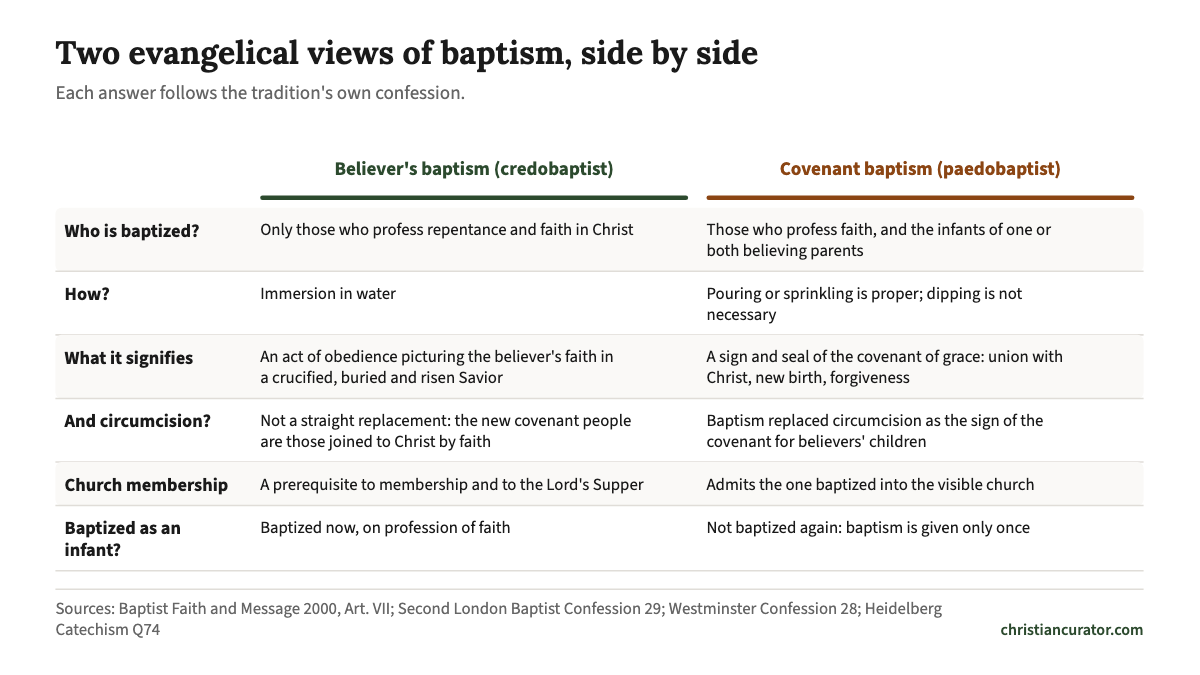 Two evangelical views of baptism, side by side
Each answer follows the tradition's own confession.
Believer's baptism (credobaptist)
Covenant baptism (paedobaptist)
Who is baptized?
Only those who profess repentance and faith in Christ
Those who profess faith, and the infants of one or
both believing parents
How?
Immersion in water
Pouring or sprinkling is proper; dipping is not
necessary
What it signifies
An act of obedience picturing the believer's faith in
a crucified, buried and risen Savior
A sign and seal of the covenant of grace: union with
Christ, new birth, forgiveness
And circumcision?
Not a straight replacement: the new covenant people
are those joined to Christ by faith
Baptism replaced circumcision as the sign of the
covenant for believers' children
Church membership
A prerequisite to membership and to the Lord's Supper
Admits the one baptized into the visible church
Baptized as an
infant?
Baptized now, on profession of faith
Not baptized again: baptism is given only once
Sources: Baptist Faith and Message 2000, Art. VII; Second London Baptist Confession 29; Westminster Confession 28; Heidelberg
Catechism Q74
christiancurator.com